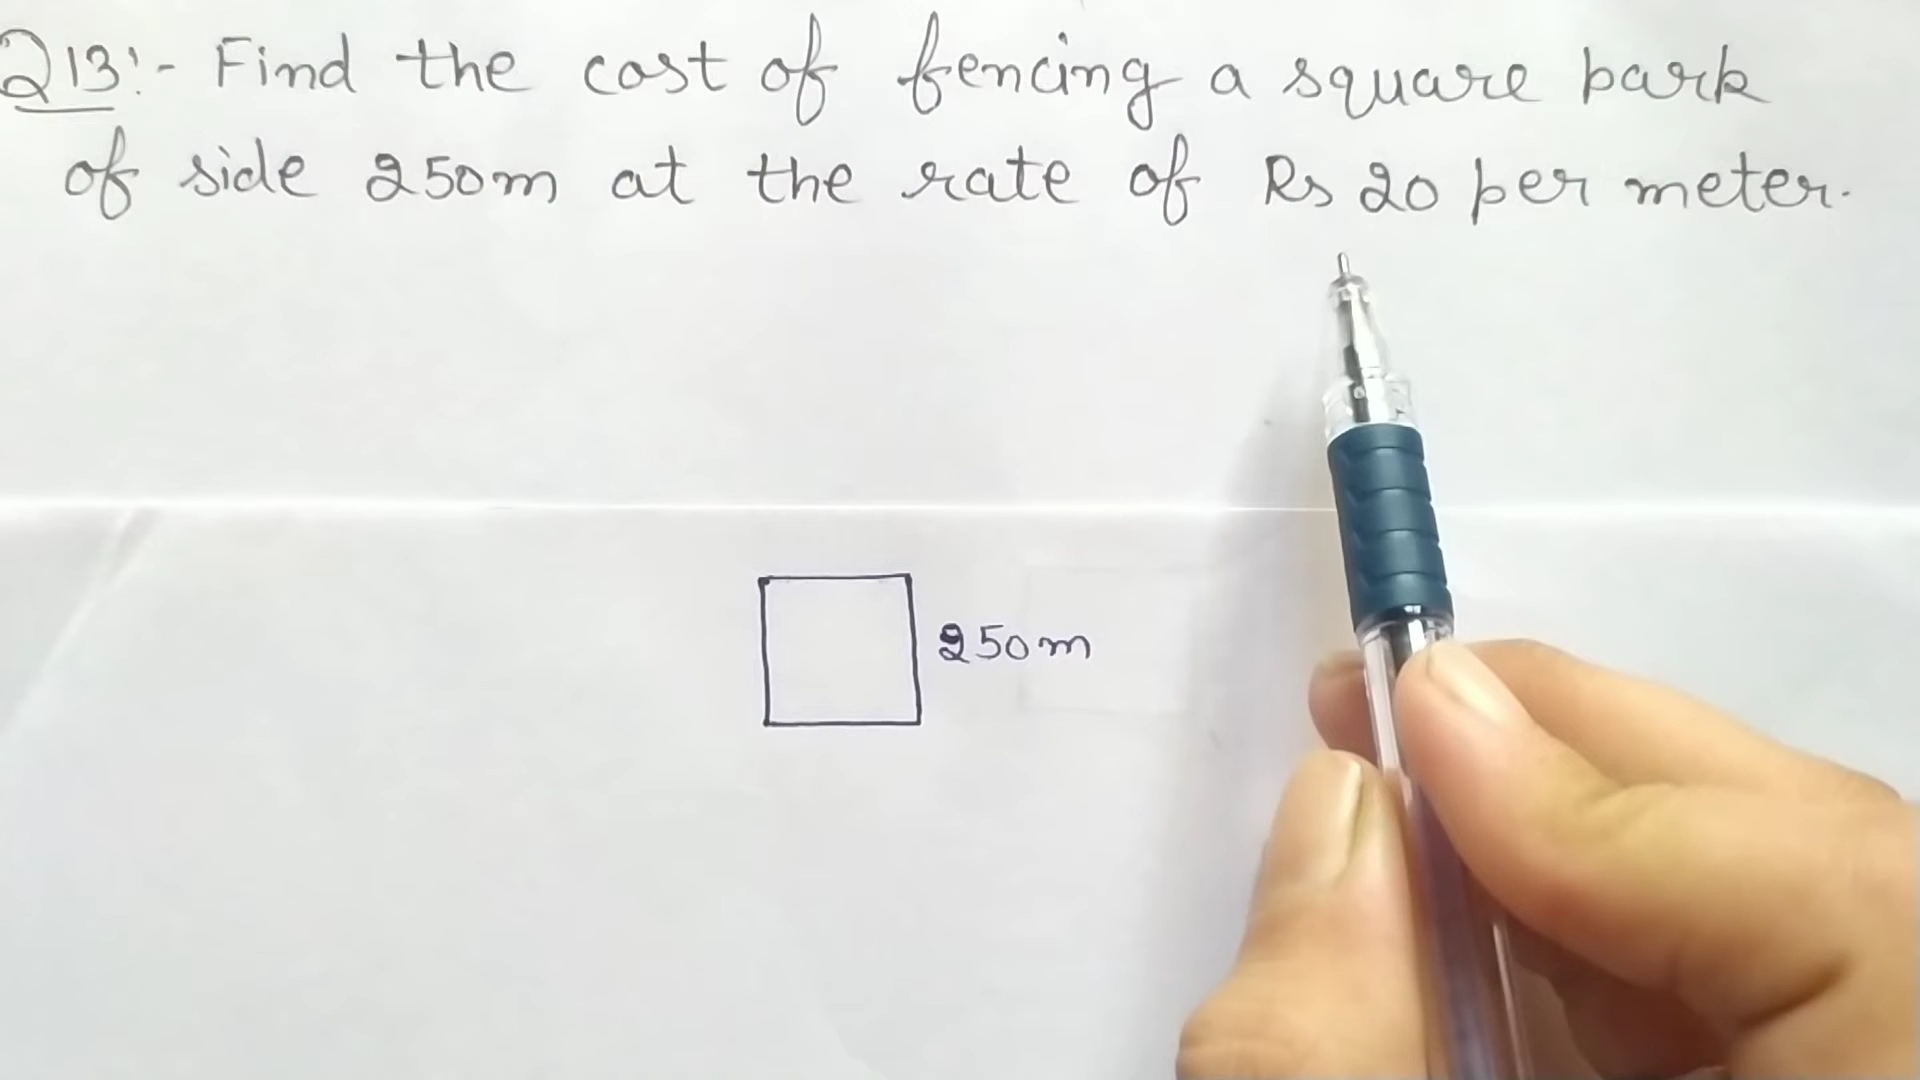 Q13:- Find the cost of fencing a square park
of side 250m at the rate of Rs 20 per meter.
250m